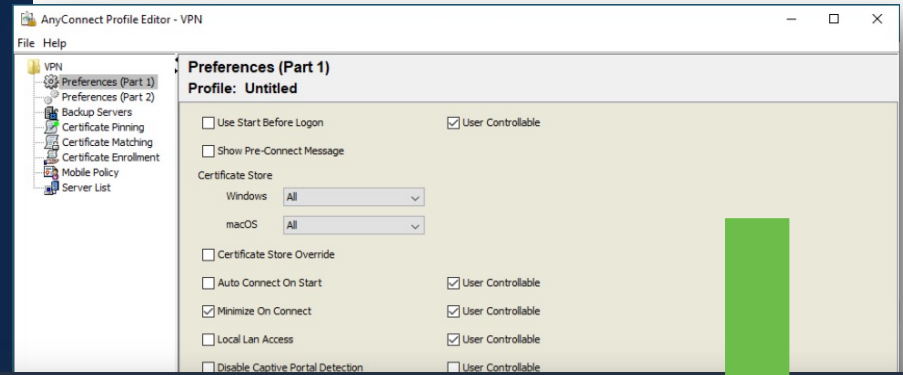 AnyConnect Profile Editor - VPN
File Help
VPN
Preferences (Part 1)
Preferences (Part 2)
Backup Servers
Certificate Pinning
Certificate Matching
Certificate Enrollment
Mobile Policy
Server List
Preferences (Part 1)
Profile: Untitled
Use Start Before Logon User Controllable
Show Pre-Connect Message
Certificate Store
Windows All
macOS All
Certificate Store Override
Auto Connect On Start User Controllable
Minimize On Connect User Controllable
Local Lan Access User Controllable
Disable Captive Portal Detection User Controllable